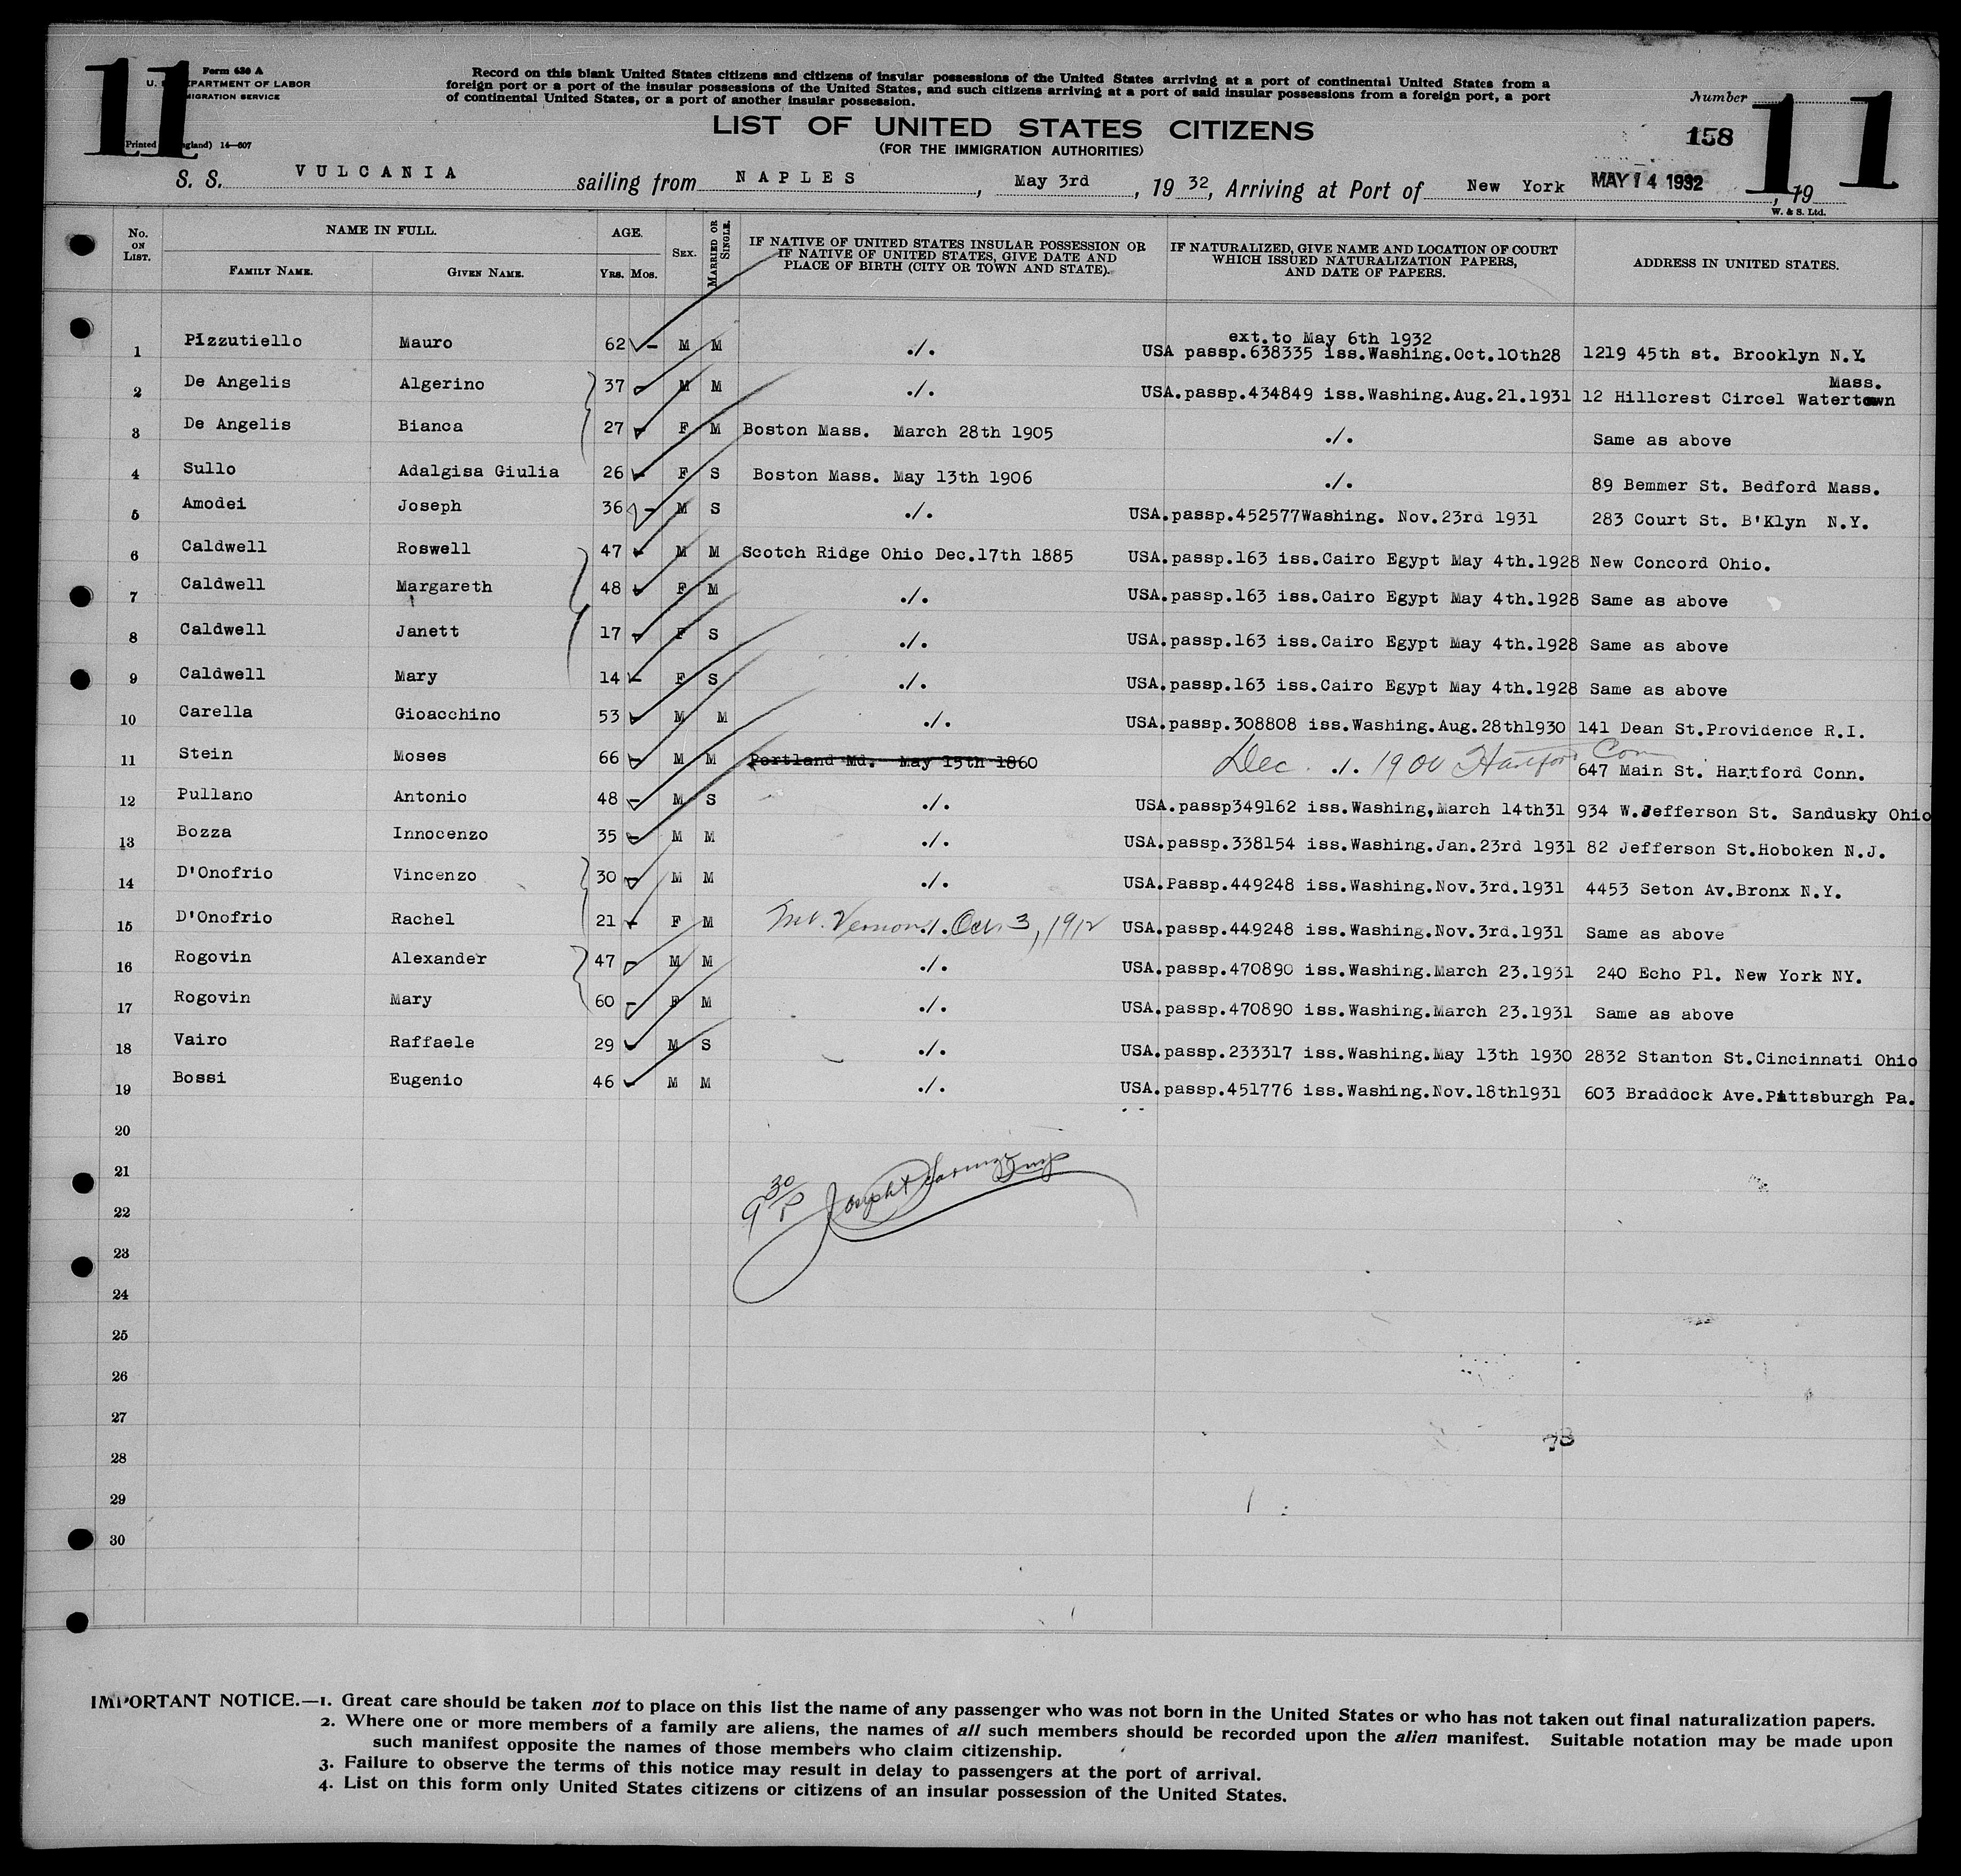 11
Form 630 A
U. S. DEPARTMENT OF LABOR
IMMIGRATION SERVICE
(Printed in England) 14—607
Record on this blank United States citizens and citizens of insular possessions of the United States arriving at a port of continental United States from a
foreign port or a port of the insular possessions of the United States, and such citizens arriving at a port of said insular possessions from a foreign port, a port
of continental United States, or a port of another insular possession.
Number
11
158
LIST OF UNITED STATES CITIZENS
(FOR THE IMMIGRATION AUTHORITIES)
S. S. VULCANIA sailing from NAPLES, May 3rd, 19 32, Arriving at Port of New York MAY 14 1932, 19
W. & S. Ltd.
No. ON LIST. NAME IN FULL. FAMILY NAME. GIVEN NAME. AGE. YRS. MOS. SEX. MARRIED OR SINGLE. IF NATIVE OF UNITED STATES INSULAR POSSESSION OR IF NATIVE OF UNITED STATES, GIVE DATE AND PLACE OF BIRTH (CITY OR TOWN AND STATE). IF NATURALIZED, GIVE NAME AND LOCATION OF COURT WHICH ISSUED NATURALIZATION PAPERS, AND DATE OF PAPERS. ADDRESS IN UNITED STATES.
ext.to May 6th 1932
1 Pizzutiello Mauro 62 - M M ./. USA passp.638335 iss.Washing.Oct.10th28 1219 45th st. Brooklyn N.Y.
Mass.
2 De Angelis Algerino 37 - M M ./. USA.passp.434849 iss.Washing.Aug.21.1931 12 Hillcrest Circel Watertown
3 De Angelis Bianca 27 - F M Boston Mass. March 28th 1905 ./. Same as above
4 Sullo Adalgisa Giulia 26 - F S Boston Mass. May 13th 1906 ./. 89 Bemmer St. Bedford Mass.
5 Amodei Joseph 36 - M S ./. USA.passp.452577Washing. Nov.23rd 1931 283 Court St. B'Klyn N.Y.
6 Caldwell Roswell 47 - M M Scotch Ridge Ohio Dec.17th 1885 USA.passp.163 iss.Cairo Egypt May 4th.1928 New Concord Ohio.
7 Caldwell Margareth 48 - F M ./. USA.passp.163 iss.Cairo Egypt May 4th.1928 Same as above
8 Caldwell Janett 17 - F S ./. USA.passp.163 iss.Cairo Egypt May 4th.1928 Same as above
9 Caldwell Mary 14 - F S ./. USA.passp.163 iss.Cairo Egypt May 4th.1928 Same as above
10 Carella Gioacchino 53 - M M ./. USA.passp.308808 iss.Washing.Aug.28th1930 141 Dean St.Providence R.I.
11 Stein Moses 66 - M M Portland Md. May 15th 1860 Dec. ./. 1900 Hartford Conn 647 Main St. Hartford Conn.
12 Pullano Antonio 48 - M S ./. USA.passp349162 iss.Washing,March 14th31 934 W.Jefferson St. Sandusky Ohio
13 Bozza Innocenzo 35 - M M ./. USA.passp.338154 iss.Washing.Jan.23rd 1931 82 Jefferson St.Hoboken N.J.
14 D'Onofrio Vincenzo 30 - M M ./. USA.Passp.449248 iss.Washing.Nov.3rd.1931 4453 Seton Av.Bronx N.Y.
15 D'Onofrio Rachel 21 - F M Mt. Vernon ./. Oct 3, 1912 USA.passp.449248 iss.Washing.Nov.3rd.1931 Same as above
16 Rogovin Alexander 47 - M M ./. USA.passp.470890 iss.Washing.March 23.1931 240 Echo Pl. New York NY.
17 Rogovin Mary 60 - F M ./. USA.passp.470890 iss.Washing.March 23.1931 Same as above
18 Vairo Raffaele 29 - M S ./. USA.passp.233317 iss.Washing.May 13th 1930 2832 Stanton St.Cincinnati Ohio
19 Bossi Eugenio 46 - M M ./. USA.passp.451776 iss.Washing.Nov.18th1931 603 Braddock Ave.Pittsburgh Pa.
20
21
9 30/P Joseph
22
23
24
25
26
27
28
29
30
IMPORTANT NOTICE.—1. Great care should be taken not to place on this list the name of any passenger who was not born in the United States or who has not taken out final naturalization papers.
2. Where one or more members of a family are aliens, the names of all such members should be recorded upon the alien manifest. Suitable notation may be made upon
such manifest opposite the names of those members who claim citizenship.
3. Failure to observe the terms of this notice may result in delay to passengers at the port of arrival.
4. List on this form only United States citizens or citizens of an insular possession of the United States.